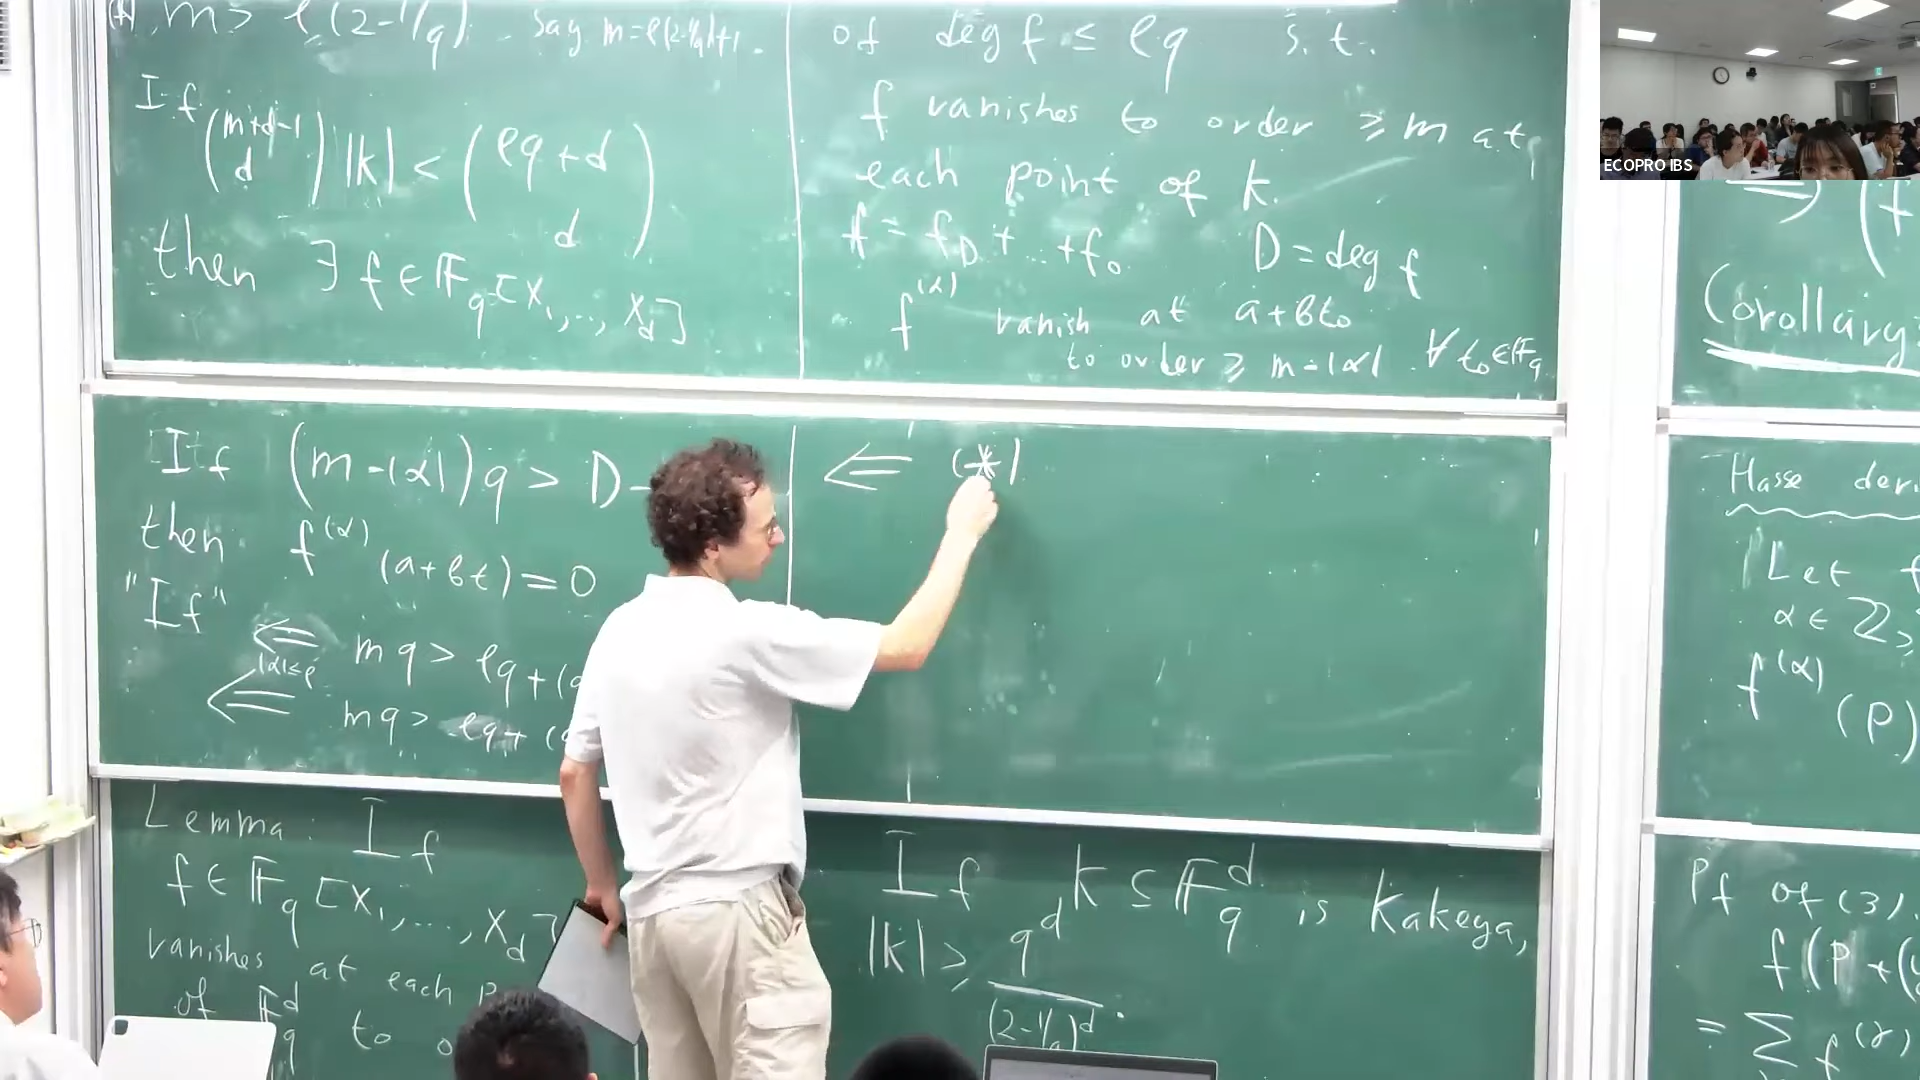 (*) m > ℓ(2-1/q). Say m=ℓ(2-1/q)+1.
If
(m+d-1 d) |K| < (ℓq+d d)
then ∃ f ∈ F_q[X_1,..., X_d]
of deg f ≤ ℓq s.t.
f vanishes to order ≥ m at
each point of K.
f = f_D + ... + f_0. D = deg f
f^(α) vanish at a+bt_0
to order ≥ m-|α| ∀ t_0∈F_q
If (m-|α|)q > D-
then f^(α) (a+bt) = 0
"If"
⟸ mq > ℓq+(
|α|≤ℓ
⟸ mq > ℓq+(
⟸ (*)
Lemma: If
f ∈ F_q[X_1,..., X_d]
vanishes at each
of F_q^d to
If K ⊆ F_q^d is Kakeya,
|K| ≥ q^d/(2-1/q)^d.
⟹ (f
Corollary:
Hasse der
Let f
α ∈ Z≥
f^(α) (P)
Pf of (3).
f(P+(
= Σ f^(γ)
ECOPRO IBS